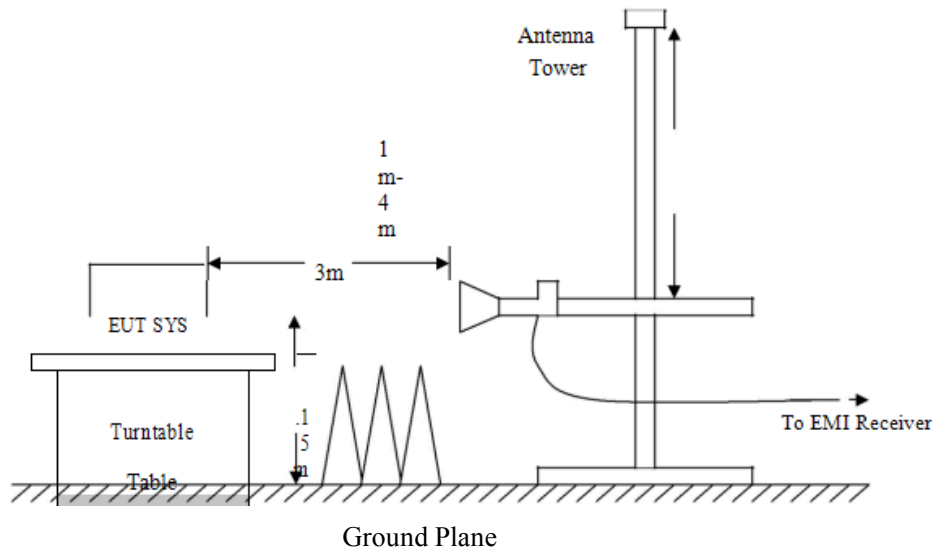 Antenna
Tower
1
m-
4
m
3m
EUT SYS
.1
5
m
Turntable
Table
To EMI Receiver
Ground Plane